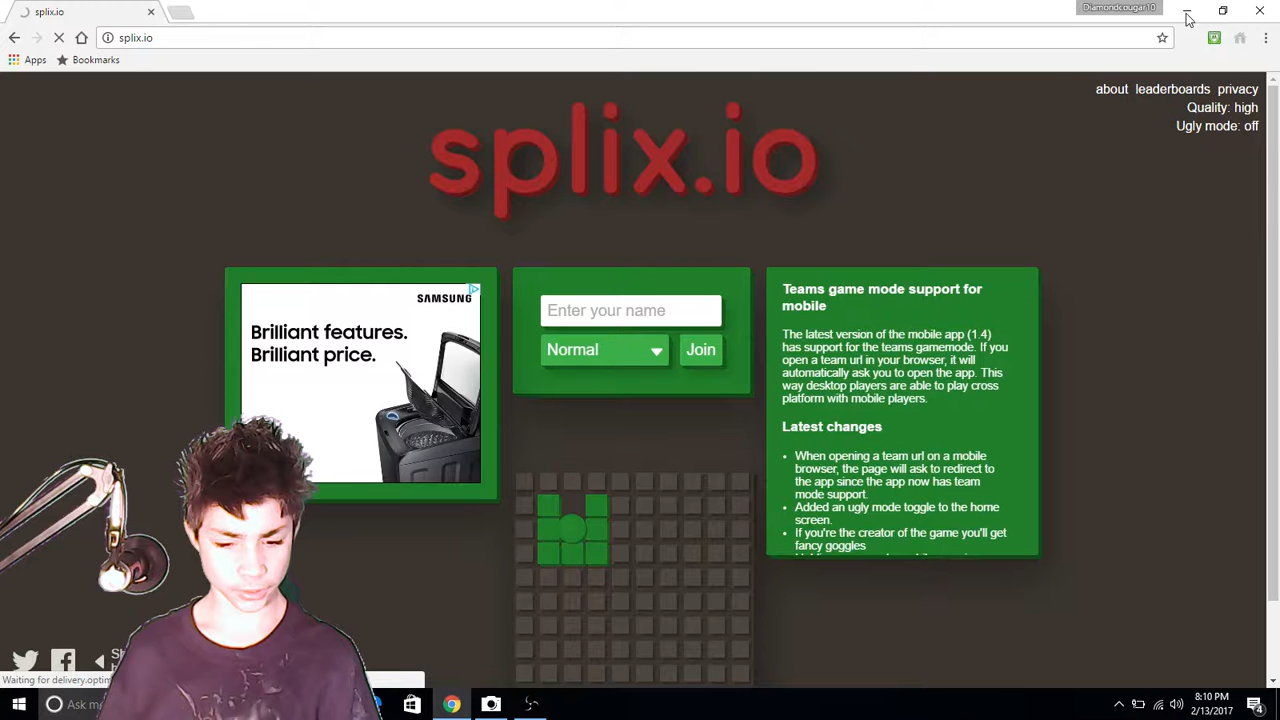 splix.io
Diamondcougar10
splix.io
Apps
Bookmarks
about leaderboards privacy
Quality: high
Ugly mode: off
splix.io
SAMSUNG
Brilliant features.
Brilliant price.
Enter your name
Normal
Join
Teams game mode support for
mobile
The latest version of the mobile app (1.4)
has support for the teams gamemode. If you
open a team url in your browser, it will
automatically ask you to open the app. This
way desktop players are able to play cross
platform with mobile players.
Latest changes
• When opening a team url on a mobile
browser, the page will ask to redirect to
the app since the app now has team
mode support.
• Added an ugly mode toggle to the home
screen.
• If you're the creator of the game you'll get
fancy goggles
Waiting for delivery.optim
Ask me
8:10 PM
2/13/2017
4